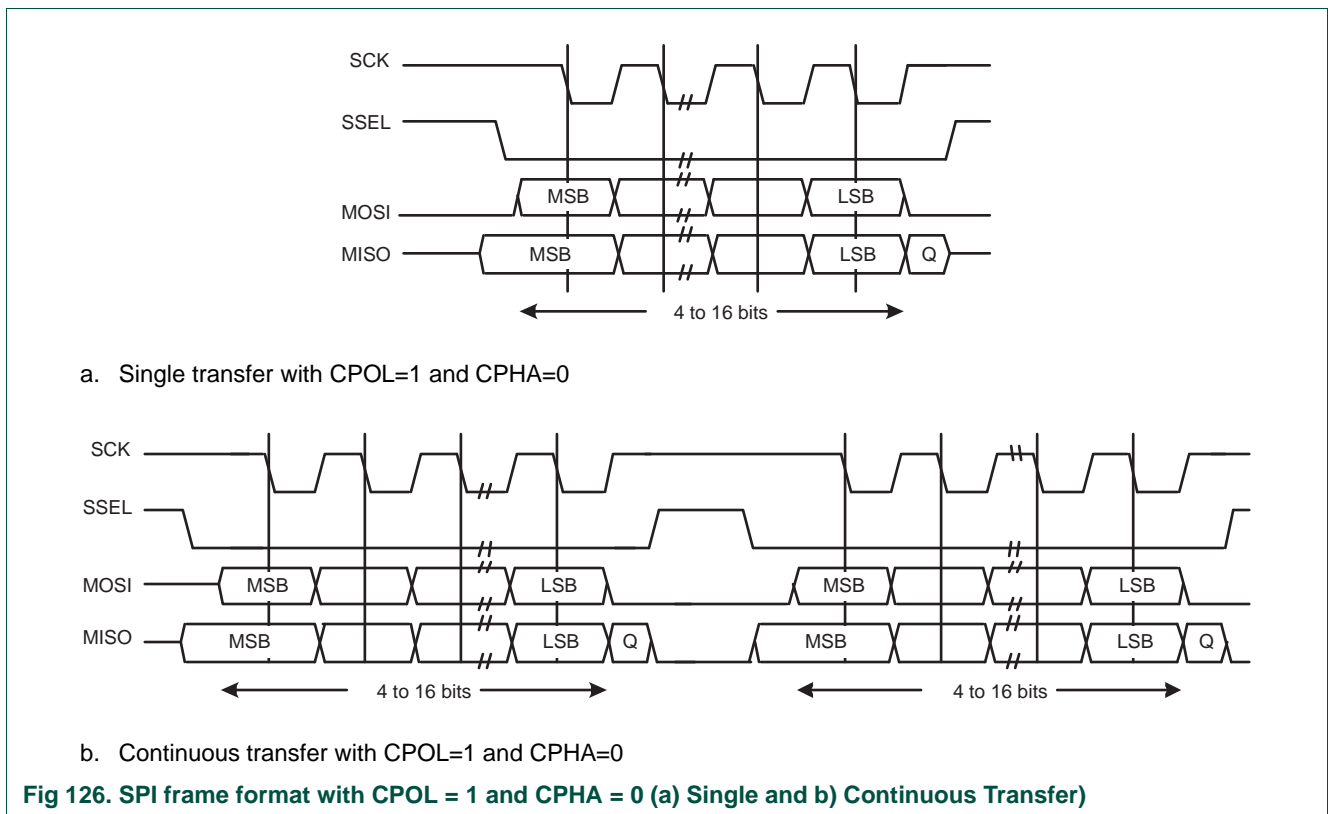 SCK
SSEL
MSB LSB
MOSI
MISO MSB LSB Q
4 to 16 bits
a. Single transfer with CPOL=1 and CPHA=0
SCK
SSEL
MOSI MSB LSB MSB LSB
MISO MSB LSB Q MSB LSB Q
4 to 16 bits 4 to 16 bits
b. Continuous transfer with CPOL=1 and CPHA=0
Fig 126. SPI frame format with CPOL = 1 and CPHA = 0 (a) Single and b) Continuous Transfer)